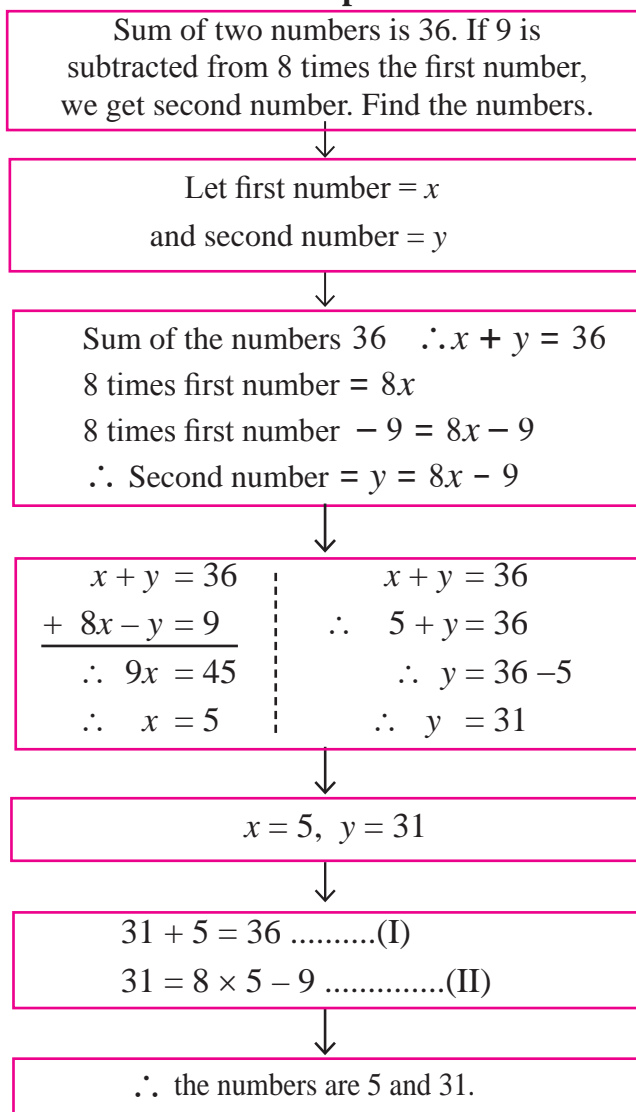 Sum of two numbers is 36. If 9 is
subtracted from 8 times the first number,
we get second number. Find the numbers.
Let first number = x
and second number = y
Sum of the numbers 36 ∴ x + y = 36
8 times first number = 8x
8 times first number − 9 = 8x − 9
∴ Second number = y = 8x − 9
x + y = 36
+ 8x – y = 9
∴ 9x = 45
∴ x = 5
x + y = 36
∴ 5 + y = 36
∴ y = 36 –5
∴ y = 31
x = 5, y = 31
31 + 5 = 36 ..........(I)
31 = 8 × 5 – 9 ..............(II)
∴ the numbers are 5 and 31.